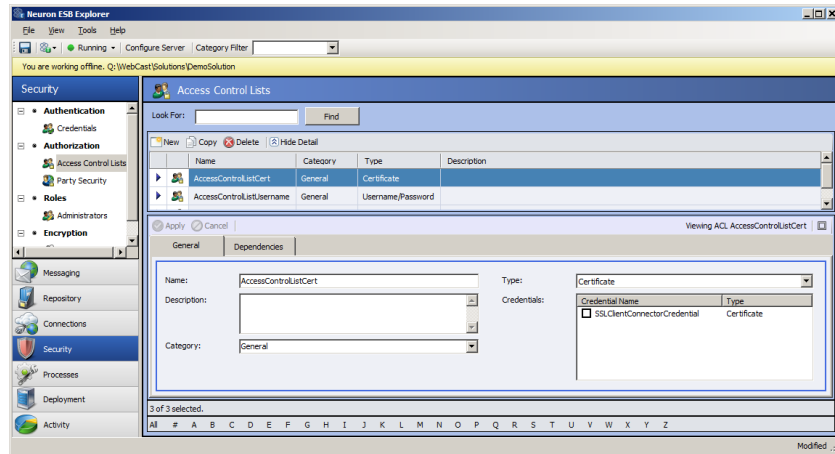 Neuron ESB Explorer
File View Tools Help
Running Configure Server Category Filter
You are working offline. Q:\WebCast\Solutions\DemoSolution
Security
Authentication
Credentials
Authorization
Access Control Lists
Party Security
Roles
Administrators
Encryption
Messaging
Repository
Connections
Security
Processes
Deployment
Activity
Access Control Lists
Look For: Find
New Copy Delete Hide Detail
Name Category Type Description
AccessControlListCert General Certificate
AccessControlListUsername General Username/Password
Apply Cancel Viewing ACL AccessControlListCert
General Dependencies
Name: AccessControlListCert Type: Certificate
Description: Credentials: Credential Name Type
SSLClientConnectorCredential Certificate
Category: General
3 of 3 selected.
All # A B C D E F G H I J K L M N O P Q R S T U V W X Y Z
Modified